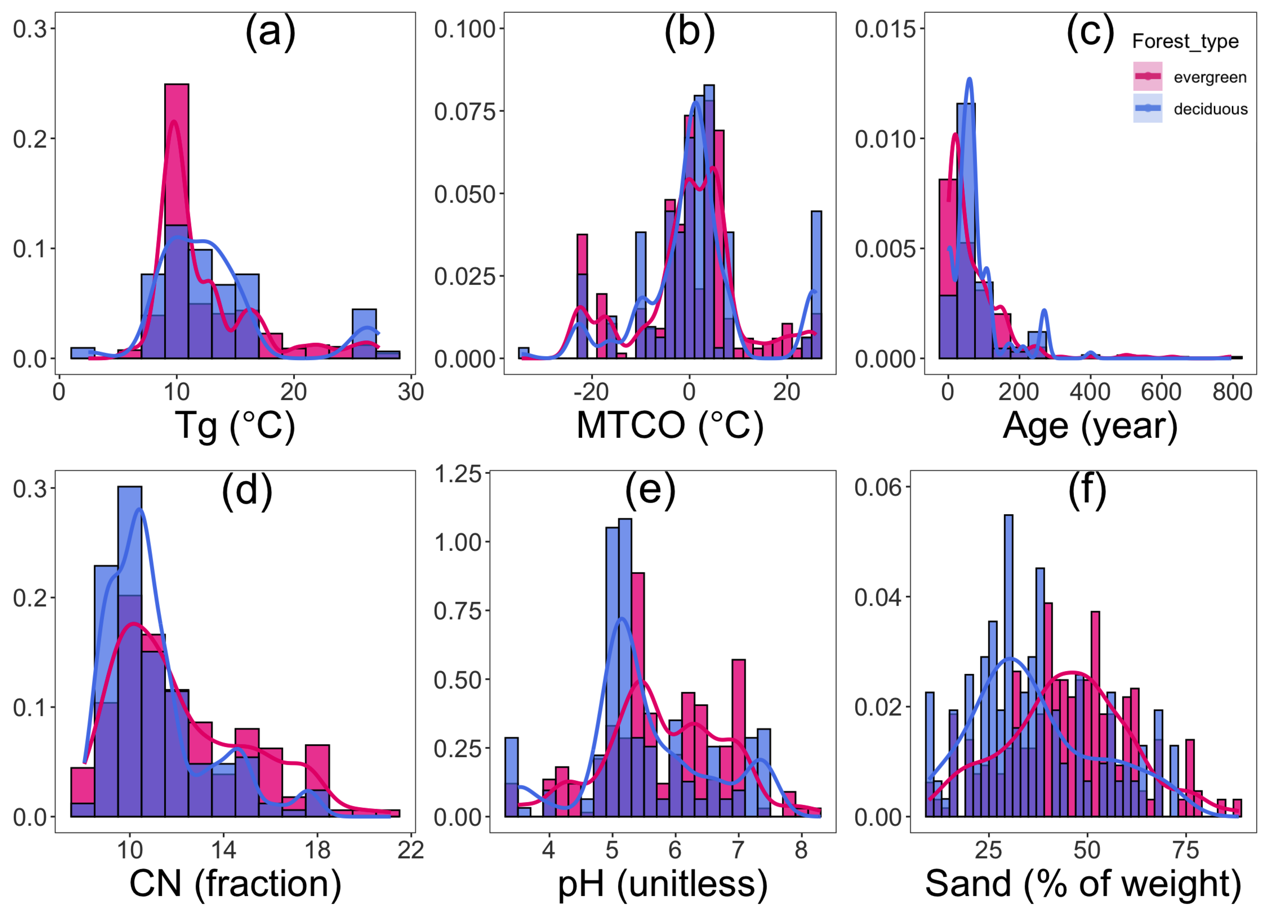 (a)
0.3
0.2
0.1
0.0
0 10 20 30
Tg (°C)
(b)
0.100
0.075
0.050
0.025
0.000
-20 0 20
MTCO (°C)
(c)
Forest_type
evergreen
deciduous
0.015
0.010
0.005
0.000
0 200 400 600 800
Age (year)
(d)
0.3
0.2
0.1
0.0
10 14 18 22
CN (fraction)
(e)
1.25
1.00
0.75
0.50
0.25
0.00
4 5 6 7 8
pH (unitless)
(f)
0.06
0.04
0.02
0.00
25 50 75
Sand (% of weight)